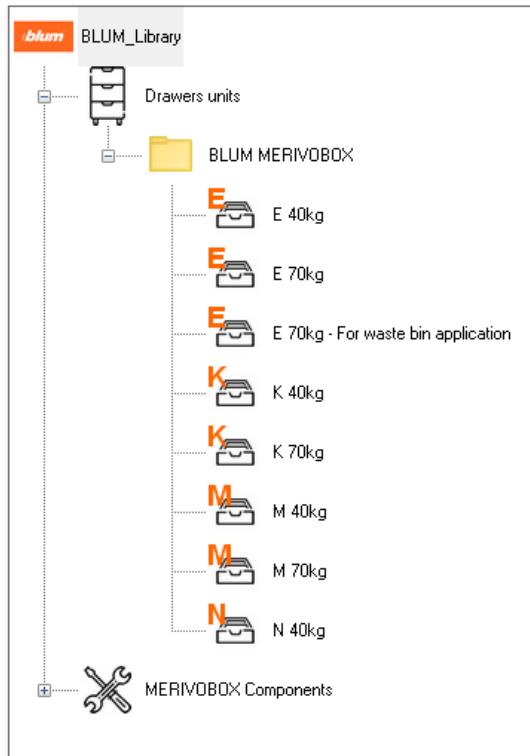 blum BLUM_Library
Drawers units
BLUM MERIVOBOX
E E 40kg
E E 70kg
E E 70kg - For waste bin application
K K 40kg
K K 70kg
M M 40kg
M M 70kg
N N 40kg
MERIVOBOX Components